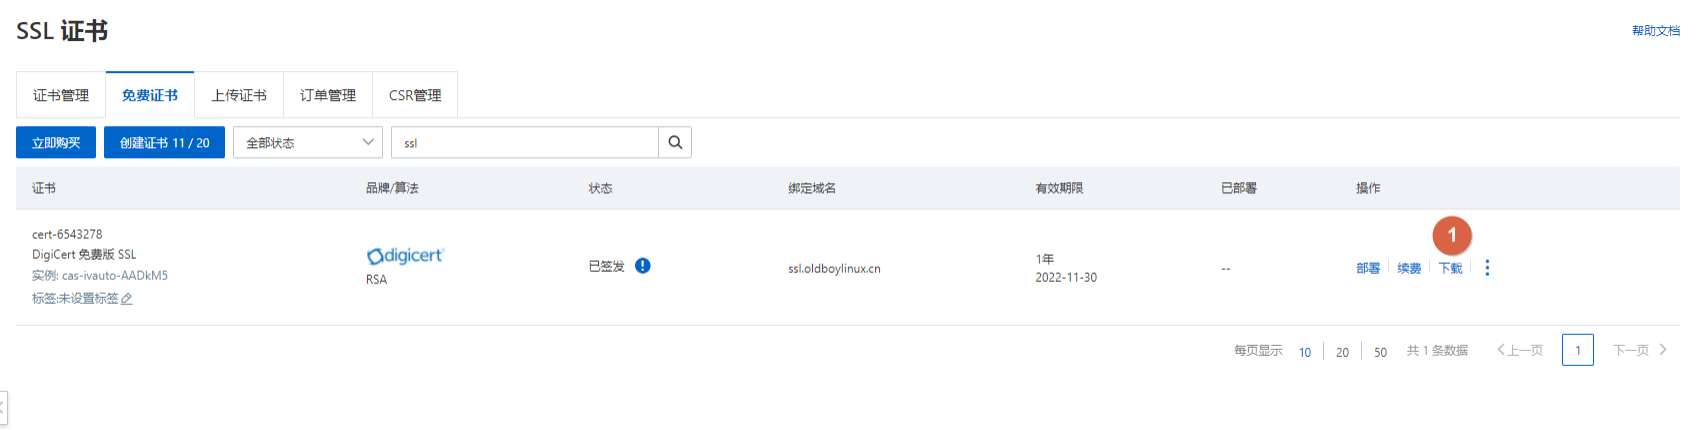 SSL 证书
帮助文档
证书管理 免费证书 上传证书 订单管理 CSR管理
立即购买 创建证书 11 / 20 全部状态 ssl
证书 品牌/算法 状态 绑定域名 有效期限 已部署 操作
cert-6543278
DigiCert 免费版 SSL
实例: cas-ivauto-AADkM5
标签:未设置标签
digicert
RSA
已签发
ssl.oldboylinux.cn
1年
2022-11-30
--
1
部署 续费 下载
每页显示 10 20 50 共 1 条数据 上一页 1 下一页